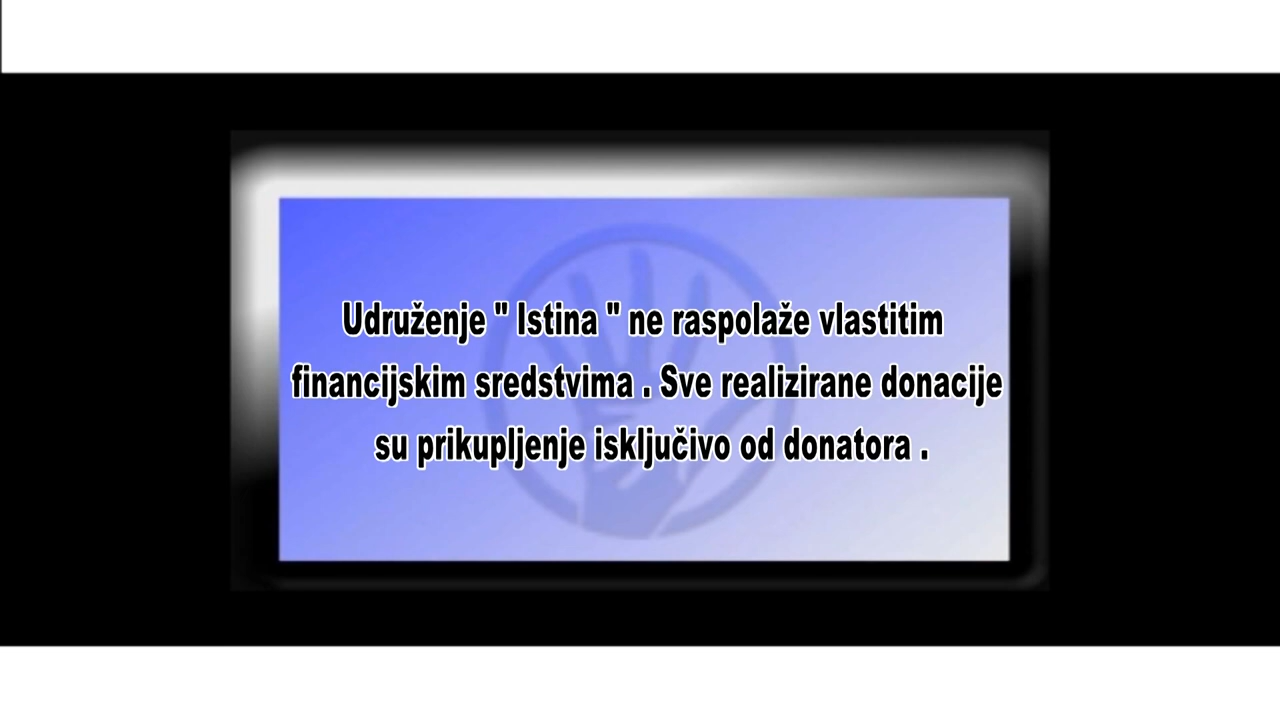 Udruženje " Istina " ne raspolaže vlastitim
financijskim sredstvima . Sve realizirane donacije
su prikupljenje isključivo od donatora .